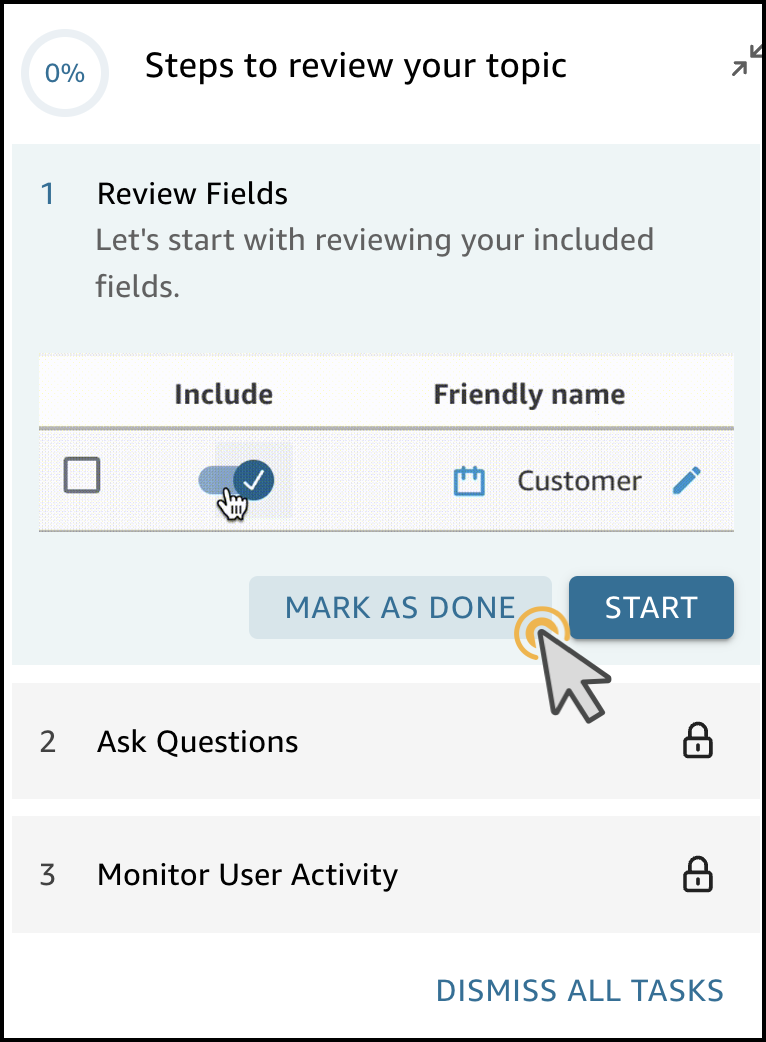 0%
Steps to review your topic
1
Review Fields
Let's start with reviewing your included
fields.
Include
Friendly name
Customer
MARK AS DONE
START
2
Ask Questions
3
Monitor User Activity
DISMISS ALL TASKS